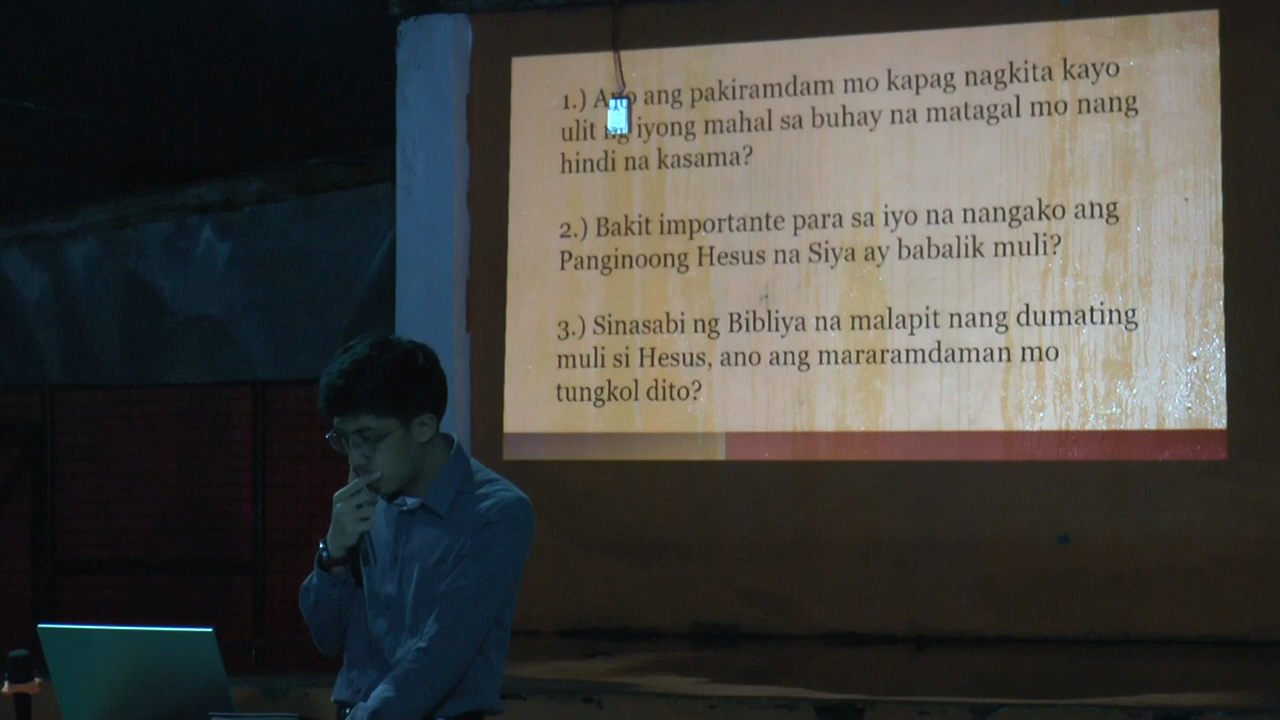 1.) Ano ang pakiramdam mo kapag nagkita kayo
ulit ng iyong mahal sa buhay na matagal mo nang
hindi na kasama?
2.) Bakit importante para sa iyo na nangako ang
Panginoong Hesus na Siya ay babalik muli?
3.) Sinasabi ng Bibliya na malapit nang dumating
muli si Hesus, ano ang mararamdaman mo
tungkol dito?